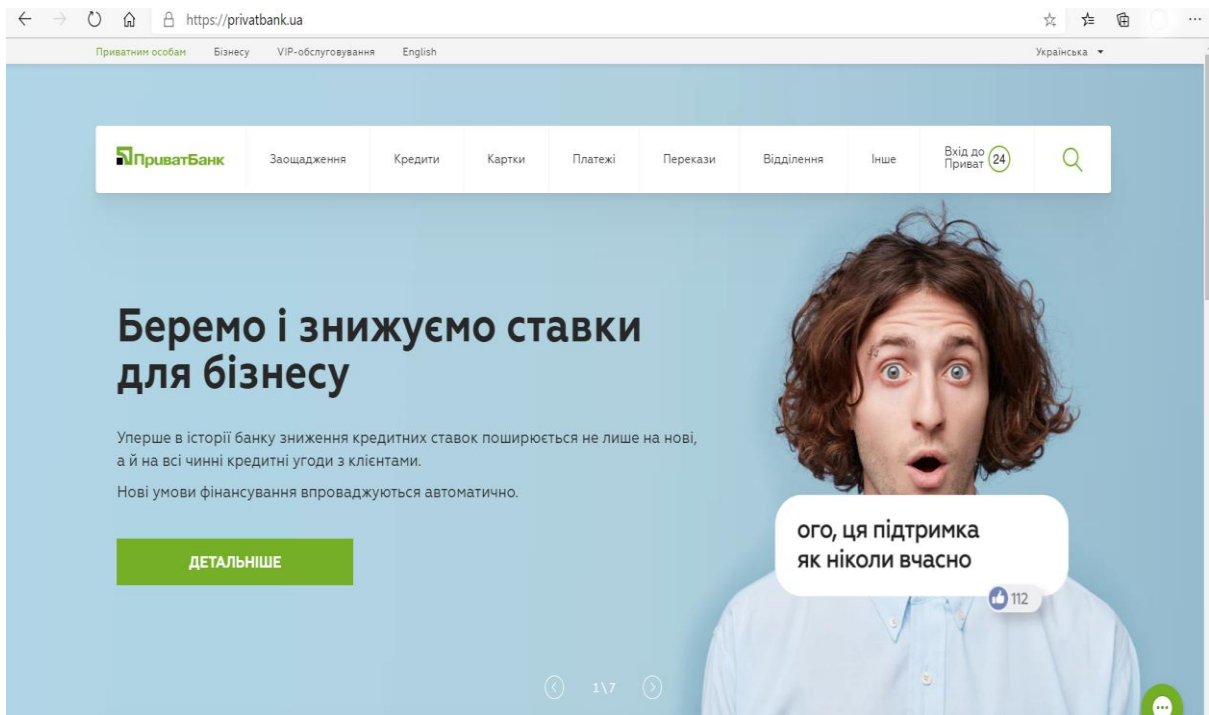 https://privatbank.ua
Приватним особам Бізнесу VIP-обслуговування English Українська
ПриватБанк Заощадження Кредити Картки Платежі Перекази Відділення Інше Вхід до Приват 24
Беремо і знижуємо ставки
для бізнесу
Уперше в історії банку зниження кредитних ставок поширюється не лише на нові,
а й на всі чинні кредитні угоди з клієнтами.
Нові умови фінансування впроваджуються автоматично.
ДЕТАЛЬНІШЕ
ого, ця підтримка
як ніколи вчасно
112
1\7